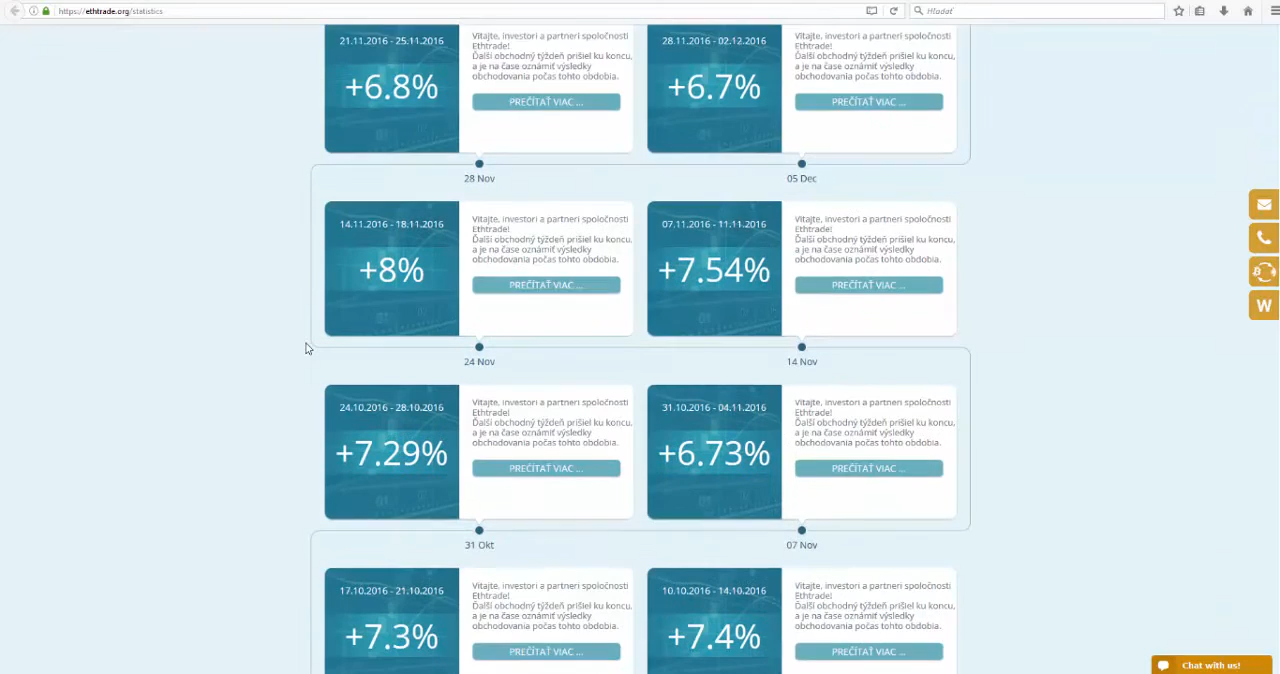 https://ethtrade.org/statistics
Hľadať
21.11.2016 - 25.11.2016
+6.8%
Vitajte, investori a partneri spoločnosti
Ethtrade!
Ďalší obchodný týždeň prišiel ku koncu,
a je na čase oznámiť výsledky
obchodovania počas tohto obdobia.
PREČÍTAŤ VIAC ...
28.11.2016 - 02.12.2016
+6.7%
Vitajte, investori a partneri spoločnosti
Ethtrade!
Ďalší obchodný týždeň prišiel ku koncu,
a je na čase oznámiť výsledky
obchodovania počas tohto obdobia.
PREČÍTAŤ VIAC ...
28 Nov
05 Dec
14.11.2016 - 18.11.2016
+8%
Vitajte, investori a partneri spoločnosti
Ethtrade!
Ďalší obchodný týždeň prišiel ku koncu,
a je na čase oznámiť výsledky
obchodovania počas tohto obdobia.
PREČÍTAŤ VIAC ...
07.11.2016 - 11.11.2016
+7.54%
Vitajte, investori a partneri spoločnosti
Ethtrade!
Ďalší obchodný týždeň prišiel ku koncu,
a je na čase oznámiť výsledky
obchodovania počas tohto obdobia.
PREČÍTAŤ VIAC ...
W
24 Nov
14 Nov
24.10.2016 - 28.10.2016
+7.29%
Vitajte, investori a partneri spoločnosti
Ethtrade!
Ďalší obchodný týždeň prišiel ku koncu,
a je na čase oznámiť výsledky
obchodovania počas tohto obdobia.
PREČÍTAŤ VIAC ...
31.10.2016 - 04.11.2016
+6.73%
Vitajte, investori a partneri spoločnosti
Ethtrade!
Ďalší obchodný týždeň prišiel ku koncu,
a je na čase oznámiť výsledky
obchodovania počas tohto obdobia.
PREČÍTAŤ VIAC ...
31 Okt
07 Nov
17.10.2016 - 21.10.2016
+7.3%
Vitajte, investori a partneri spoločnosti
Ethtrade!
Ďalší obchodný týždeň prišiel ku koncu,
a je na čase oznámiť výsledky
obchodovania počas tohto obdobia.
PREČÍTAŤ VIAC ...
10.10.2016 - 14.10.2016
+7.4%
Vitajte, investori a partneri spoločnosti
Ethtrade!
Ďalší obchodný týždeň prišiel ku koncu,
a je na čase oznámiť výsledky
obchodovania počas tohto obdobia.
PREČÍTAŤ VIAC ...
Chat with us!